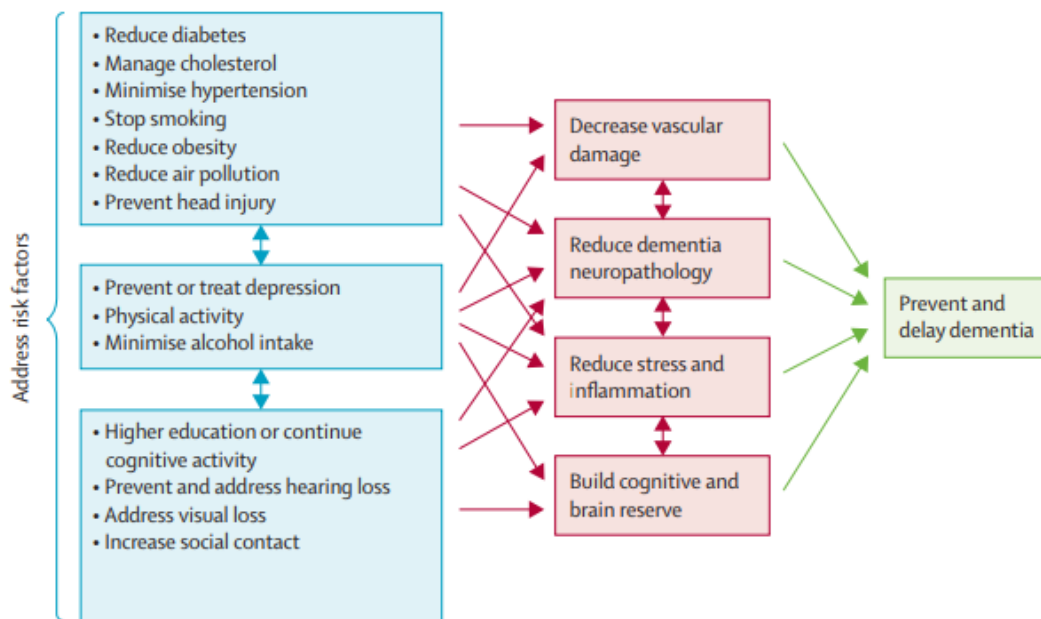 Address risk factors
• Reduce diabetes
• Manage cholesterol
• Minimise hypertension
• Stop smoking
• Reduce obesity
• Reduce air pollution
• Prevent head injury
• Prevent or treat depression
• Physical activity
• Minimise alcohol intake
• Higher education or continue
cognitive activity
• Prevent and address hearing loss
• Address visual loss
• Increase social contact
Decrease vascular
damage
Reduce dementia
neuropathology
Reduce stress and
inflammation
Build cognitive and
brain reserve
Prevent and
delay dementia